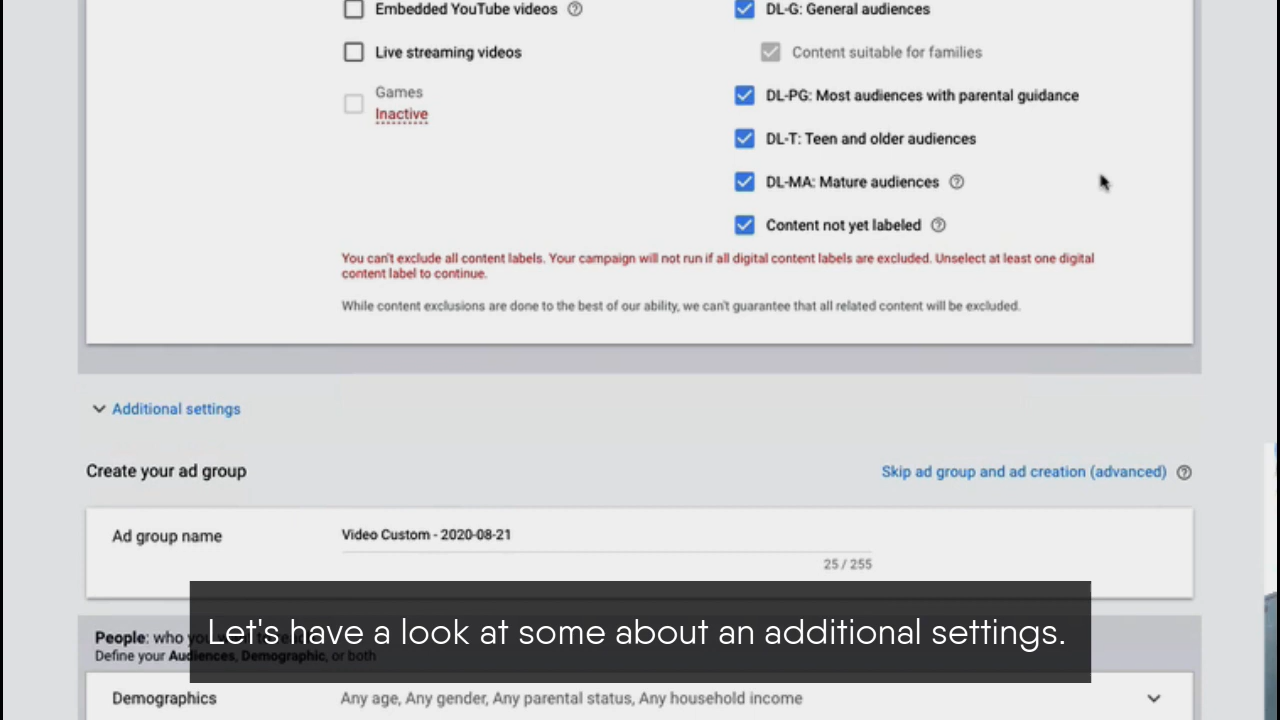 Embedded YouTube videos
DL-G: General audiences
Live streaming videos
Content suitable for families
Games
Inactive
DL-PG: Most audiences with parental guidance
DL-T: Teen and older audiences
DL-MA: Mature audiences
Content not yet labeled
You can't exclude all content labels. Your campaign will not run if all digital content labels are excluded. Unselect at least one digital
content label to continue.
While content exclusions are done to the best of our ability, we can't guarantee that all related content will be excluded.
Additional settings
Create your ad group
Skip ad group and ad creation (advanced)
Ad group name
Video Custom - 2020-08-21
25 / 255
People: who you
Define your Audiences, Demographic, or both
Let's have a look at some about an additional settings.
Demographics
Any age, Any gender, Any parental status, Any household income